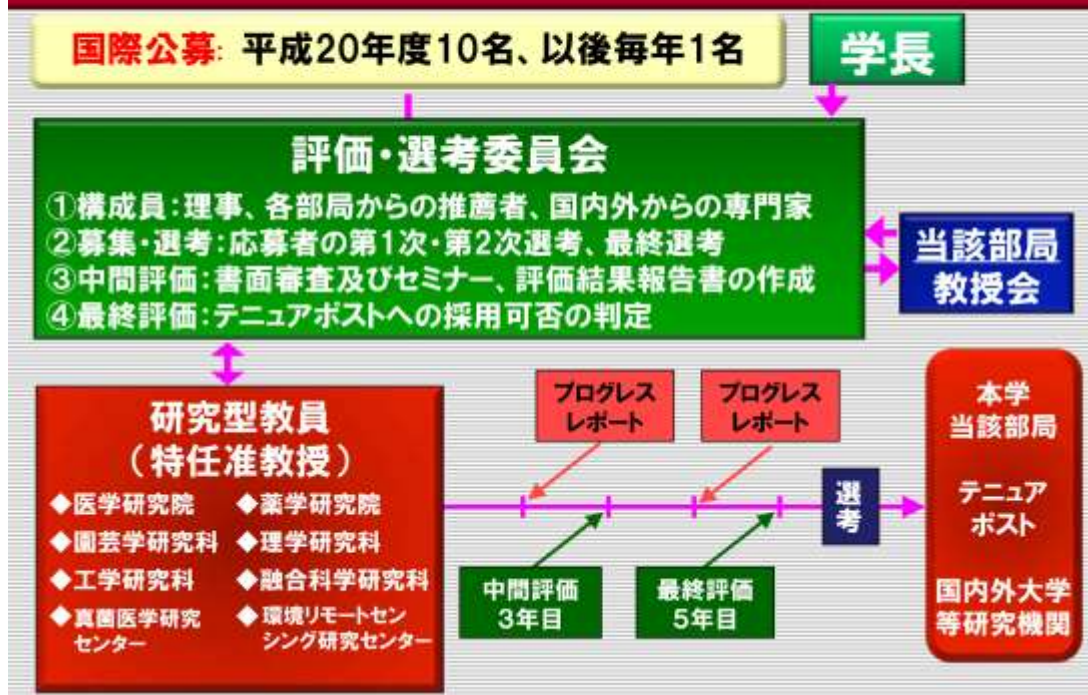 国際公募: 平成20年度10名、以後毎年1名
学長
評価・選考委員会
①構成員：理事、各部局からの推薦者、国内外からの専門家
②募集・選考：応募者の第1次・第2次選考、最終選考
③中間評価：書面審査及びセミナー、評価結果報告書の作成
④最終評価：テニュアポストへの採用可否の判定
当該部局
教授会
研究型教員
（特任准教授）
◆医学研究院
◆薬学研究院
◆園芸学研究科
◆理学研究科
◆工学研究科
◆融合科学研究科
◆真菌医学研究
センター
◆環境リモートセン
シング研究センター
プログレス
レポート
プログレス
レポート
中間評価
3年目
最終評価
5年目
選考
本学
当該部局
テニュア
ポスト
国内外大学
等研究機関